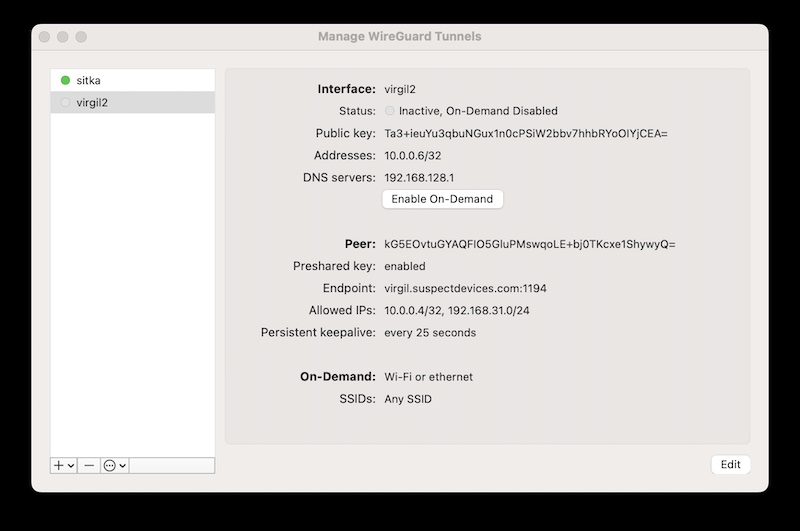 Manage WireGuard Tunnels
sitka
virgil2
Interface: virgil2
Status: Inactive, On-Demand Disabled
Public key: Ta3+ieuYu3qbuNGux1n0cPSiW2bbv7hhbRYoOIYjCEA=
Addresses: 10.0.0.6/32
DNS servers: 192.168.128.1
Enable On-Demand
Peer: kG5EOvtuGYAQFIO5GluPMswqoLE+bj0TKcxe1ShywyQ=
Preshared key: enabled
Endpoint: virgil.suspectdevices.com:1194
Allowed IPs: 10.0.0.4/32, 192.168.31.0/24
Persistent keepalive: every 25 seconds
On-Demand: Wi-Fi or ethernet
SSIDs: Any SSID
Edit